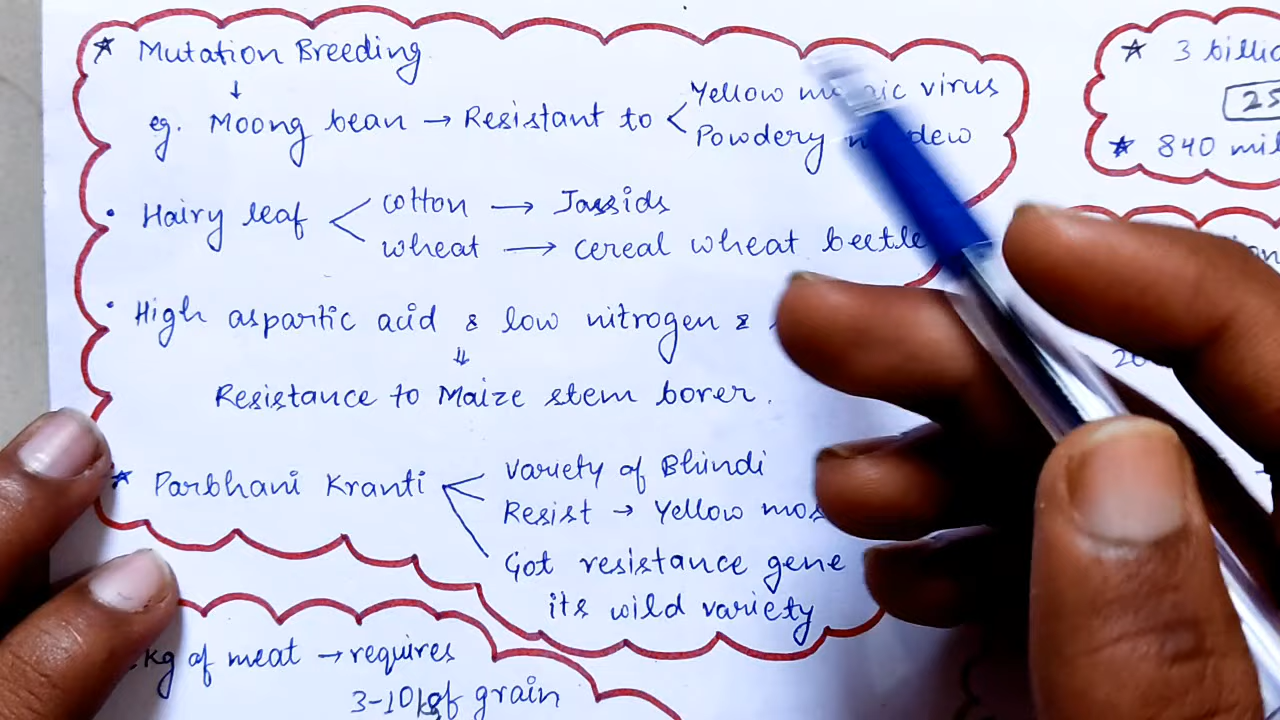 * Mutation Breeding
↓
eg. Moong bean → Resistant to < Yellow virus
Powdery
• Hairy leaf < cotton → Jassids
wheat → cereal wheat beetle
• High aspartic acid & low nitrogen &
⇓
Resistance to Maize stem borer.
* Parbhani Kranti < Variety of Bhindi
Resist → Yellow
Got resistance gene
its wild variety
kg of meat → requires
3-10 kg of grain
* 3
25
* 840